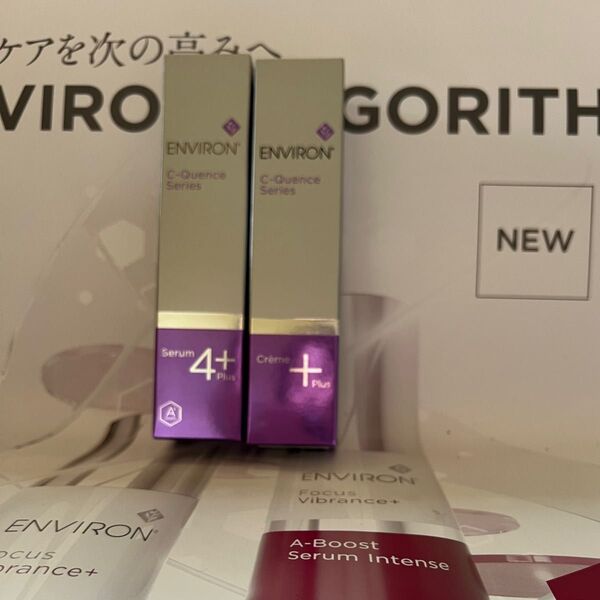 ケアを次の高みへ
VIRO
GORITH
NEW
ENVIRON®
C-Quence
Series
Serum 4+
Plus
A
ENVIRON®
C-Quence
Series
Crème +
Plus
ENVIRON®
Focus
Vibrance+
A-Boost
Serum Intense
ENVIRON®
ocus
brance+